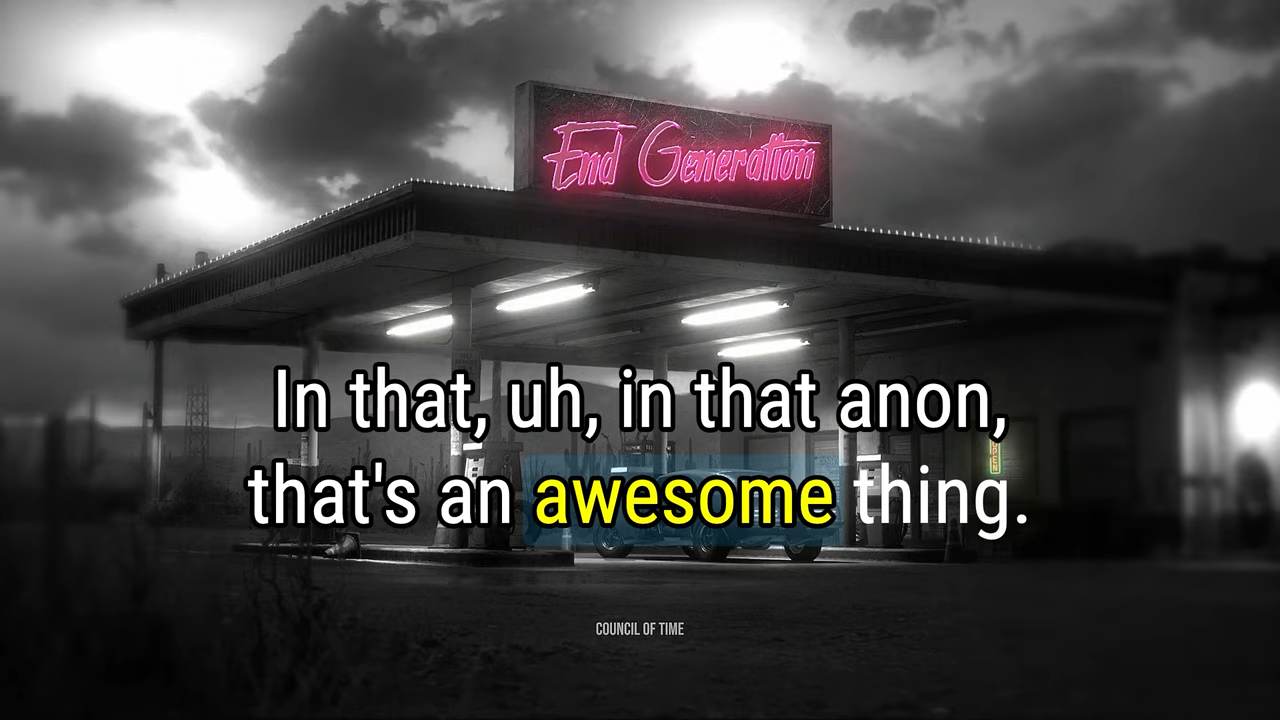 End Generation
In that, uh, in that anon,
that's an awesome thing.
COUNCIL OF TIME